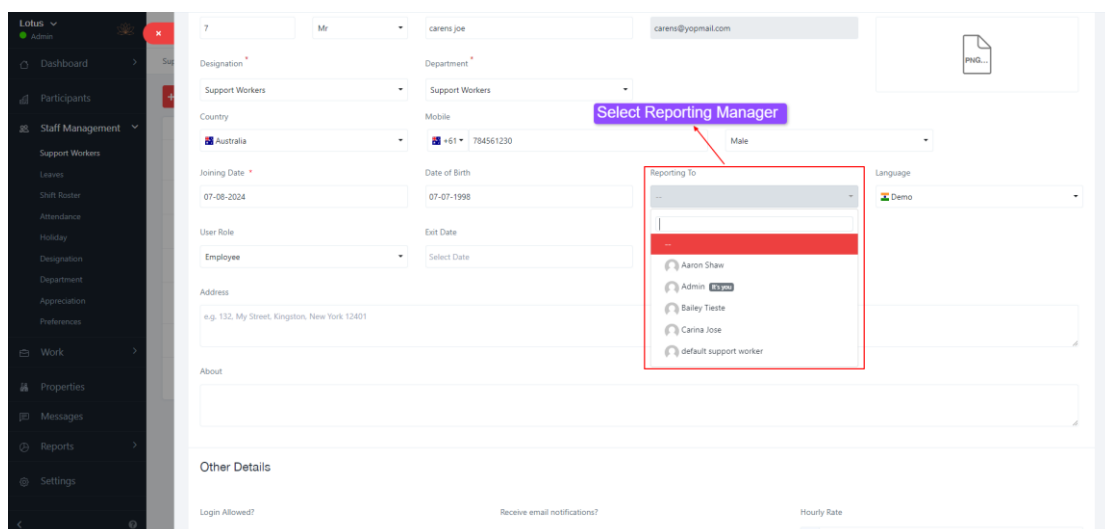 Lotus
Admin
×
Dashboard
Participants
Staff Management
Support Workers
Leaves
Shift Roster
Attendance
Holiday
Designation
Department
Appreciation
Preferences
Work
Properties
Messages
Reports
Settings
Sup
+
7
Mr
carens joe
carens@yopmail.com
PNG...
Designation *
Department *
Support Workers
Support Workers
Country
Mobile
Select Reporting Manager
Australia
+61
784561230
Male
Joining Date *
Date of Birth
Reporting To
Language
07-08-2024
07-07-1998
--
Demo
User Role
Exit Date
Employee
Select Date
--
Aaron Shaw
Admin It's you
Bailey Tieste
Carina Jose
default support worker
Address
e.g. 132, My Street, Kingston, New York 12401
About
Other Details
Login Allowed?
Receive email notifications?
Hourly Rate